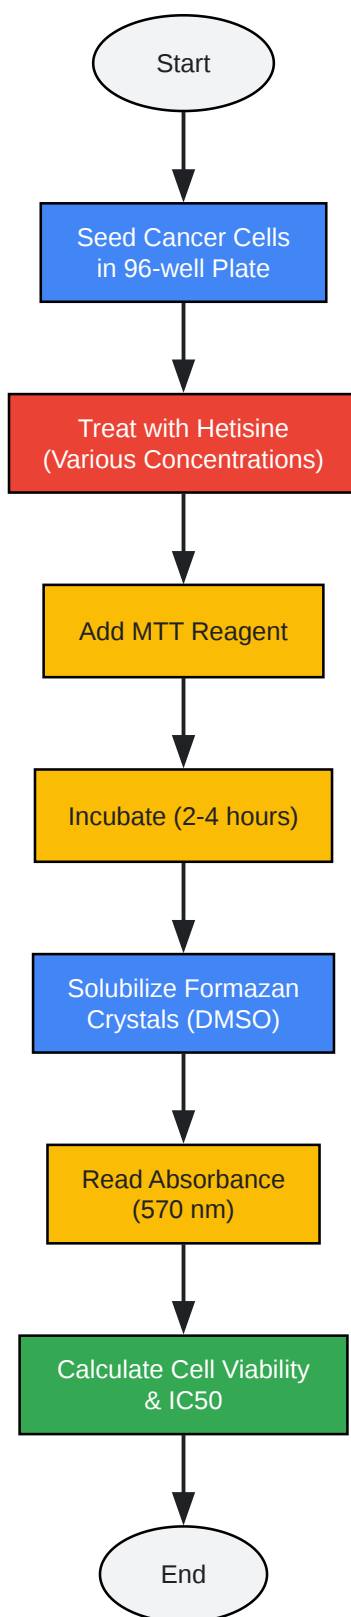 Start
Seed Cancer Cells
in 96-well Plate
Treat with Hetisine
(Various Concentrations)
Add MTT Reagent
Incubate (2-4 hours)
Solubilize Formazan
Crystals (DMSO)
Read Absorbance
(570 nm)
Calculate Cell Viability
& IC50
End